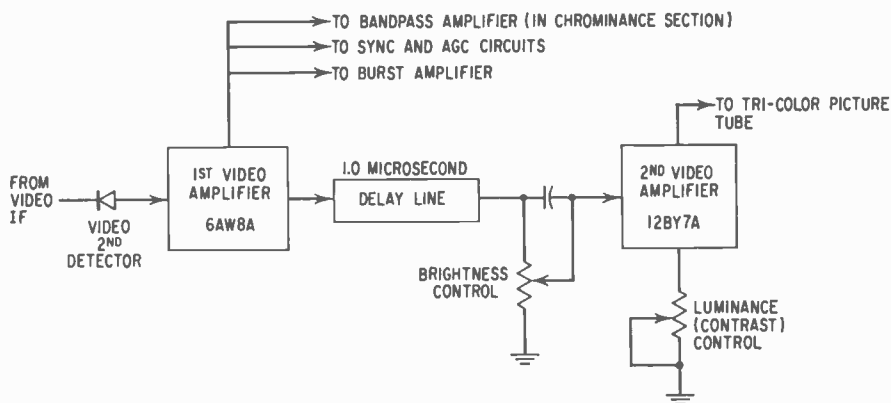 TO BANDPASS AMPLIFIER (IN CHROMINANCE SECTION)
TO SYNC AND AGC CIRCUITS
TO BURST AMPLIFIER
TO TRI-COLOR PICTURE
TUBE
FROM
VIDEO
IF
VIDEO
2ND
DETECTOR
1ST VIDEO
AMPLIFIER
6AW8A
1.0 MICROSECOND
DELAY LINE
BRIGHTNESS
CONTROL
2ND VIDEO
AMPLIFIER
12BY7A
LUMINANCE
(CONTRAST)
CONTROL